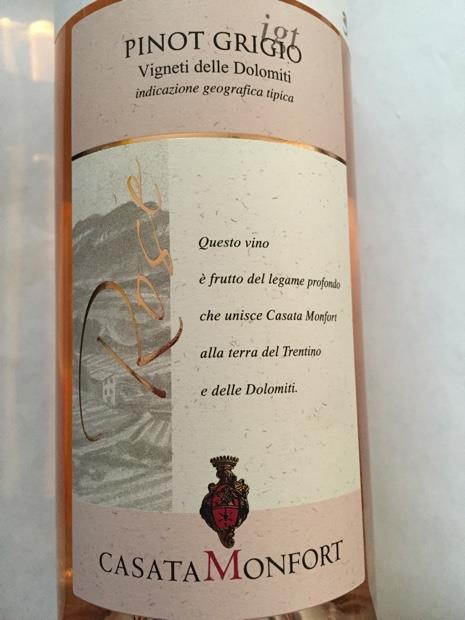 igt
PINOT GRIGIO
Vigneti delle Dolomiti
indicazione geografica tipica
Rose
Questo vino
è frutto del legame profondo
che unisce Casata Monfort
alla terra del Trentino
e delle Dolomiti.
CASATA MONFORT